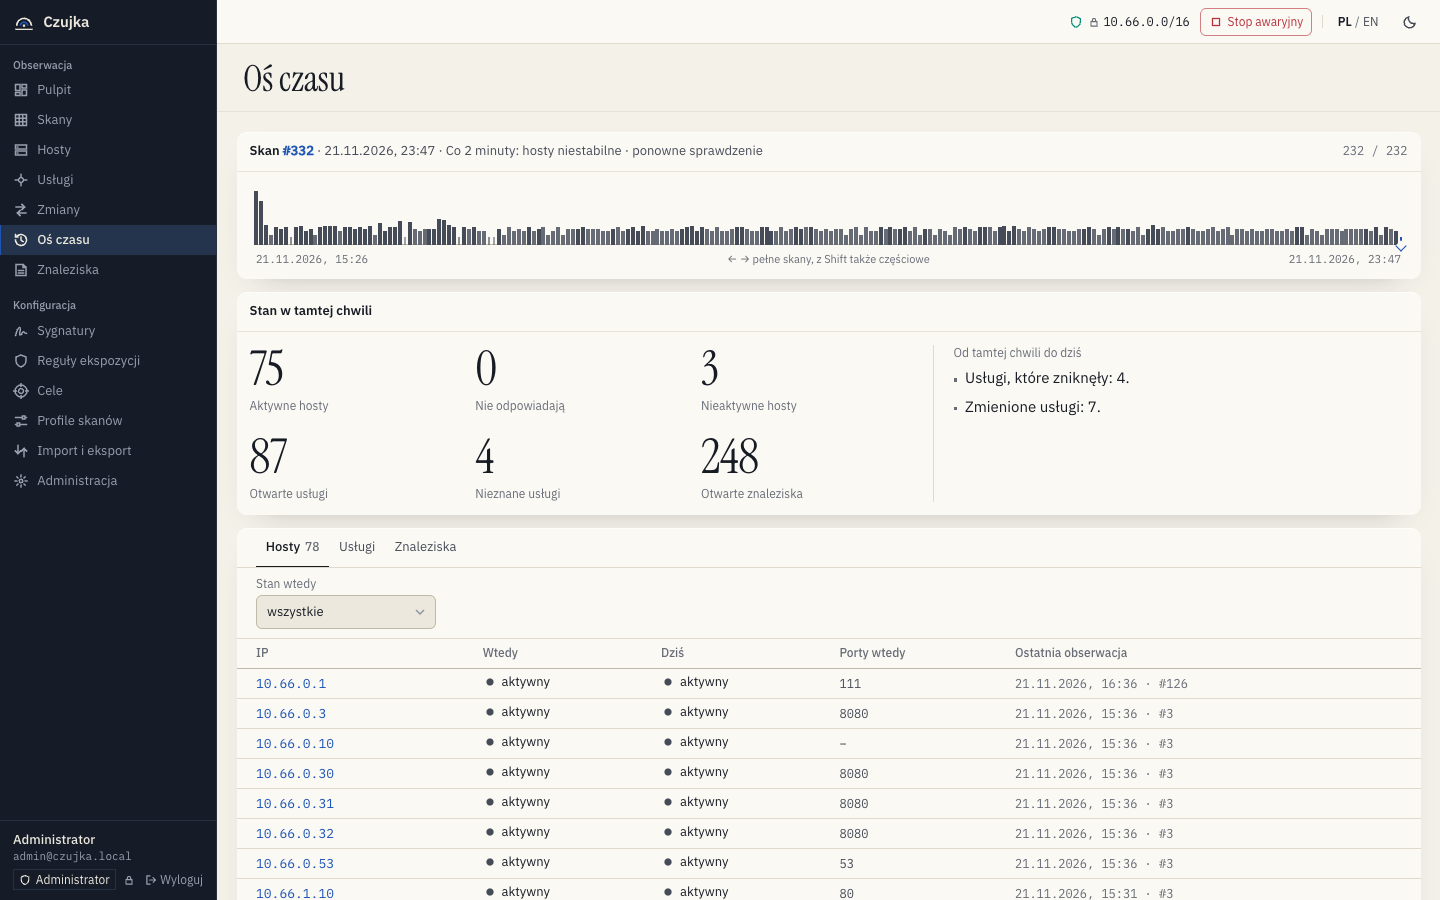 Czujka
10.66.0.0/16
Stop awaryjny
PL / EN
Obserwacja
Pulpit
Skany
Hosty
Usługi
Zmiany
Oś czasu
Znaleziska
Konfiguracja
Sygnatury
Reguły ekspozycji
Cele
Profile skanów
Import i eksport
Administracja
Administrator
admin@czujka.local
Administrator
Wyloguj
Oś czasu
Skan #332 · 21.11.2026, 23:47 · Co 2 minuty: hosty niestabilne · ponowne sprawdzenie
232 / 232
21.11.2026, 15:26
← → pełne skany, z Shift także częściowe
21.11.2026, 23:47
Stan w tamtej chwili
75
Aktywne hosty
0
Nie odpowiadają
3
Nieaktywne hosty
87
Otwarte usługi
4
Nieznane usługi
248
Otwarte znaleziska
Od tamtej chwili do dziś
Usługi, które zniknęły: 4.
Zmienione usługi: 7.
Hosty 78
Usługi
Znaleziska
Stan wtedy
wszystkie
IP Wtedy Dziś Porty wtedy Ostatnia obserwacja
10.66.0.1 aktywny aktywny 111 21.11.2026, 16:36 · #126
10.66.0.3 aktywny aktywny 8080 21.11.2026, 15:36 · #3
10.66.0.10 aktywny aktywny – 21.11.2026, 15:36 · #3
10.66.0.30 aktywny aktywny 8080 21.11.2026, 15:36 · #3
10.66.0.31 aktywny aktywny 8080 21.11.2026, 15:36 · #3
10.66.0.32 aktywny aktywny 8080 21.11.2026, 15:36 · #3
10.66.0.53 aktywny aktywny 53 21.11.2026, 15:36 · #3
10.66.1.10 aktywny aktywny 80 21.11.2026, 15:31 · #3